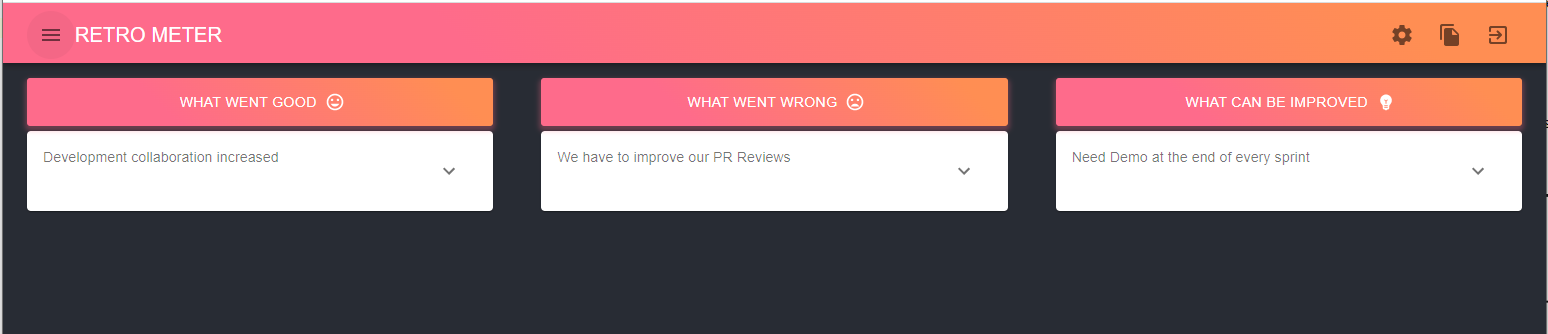 RETRO METER
WHAT WENT GOOD
WHAT WENT WRONG
WHAT CAN BE IMPROVED
Development collaboration increased
We have to improve our PR Reviews
Need Demo at the end of every sprint